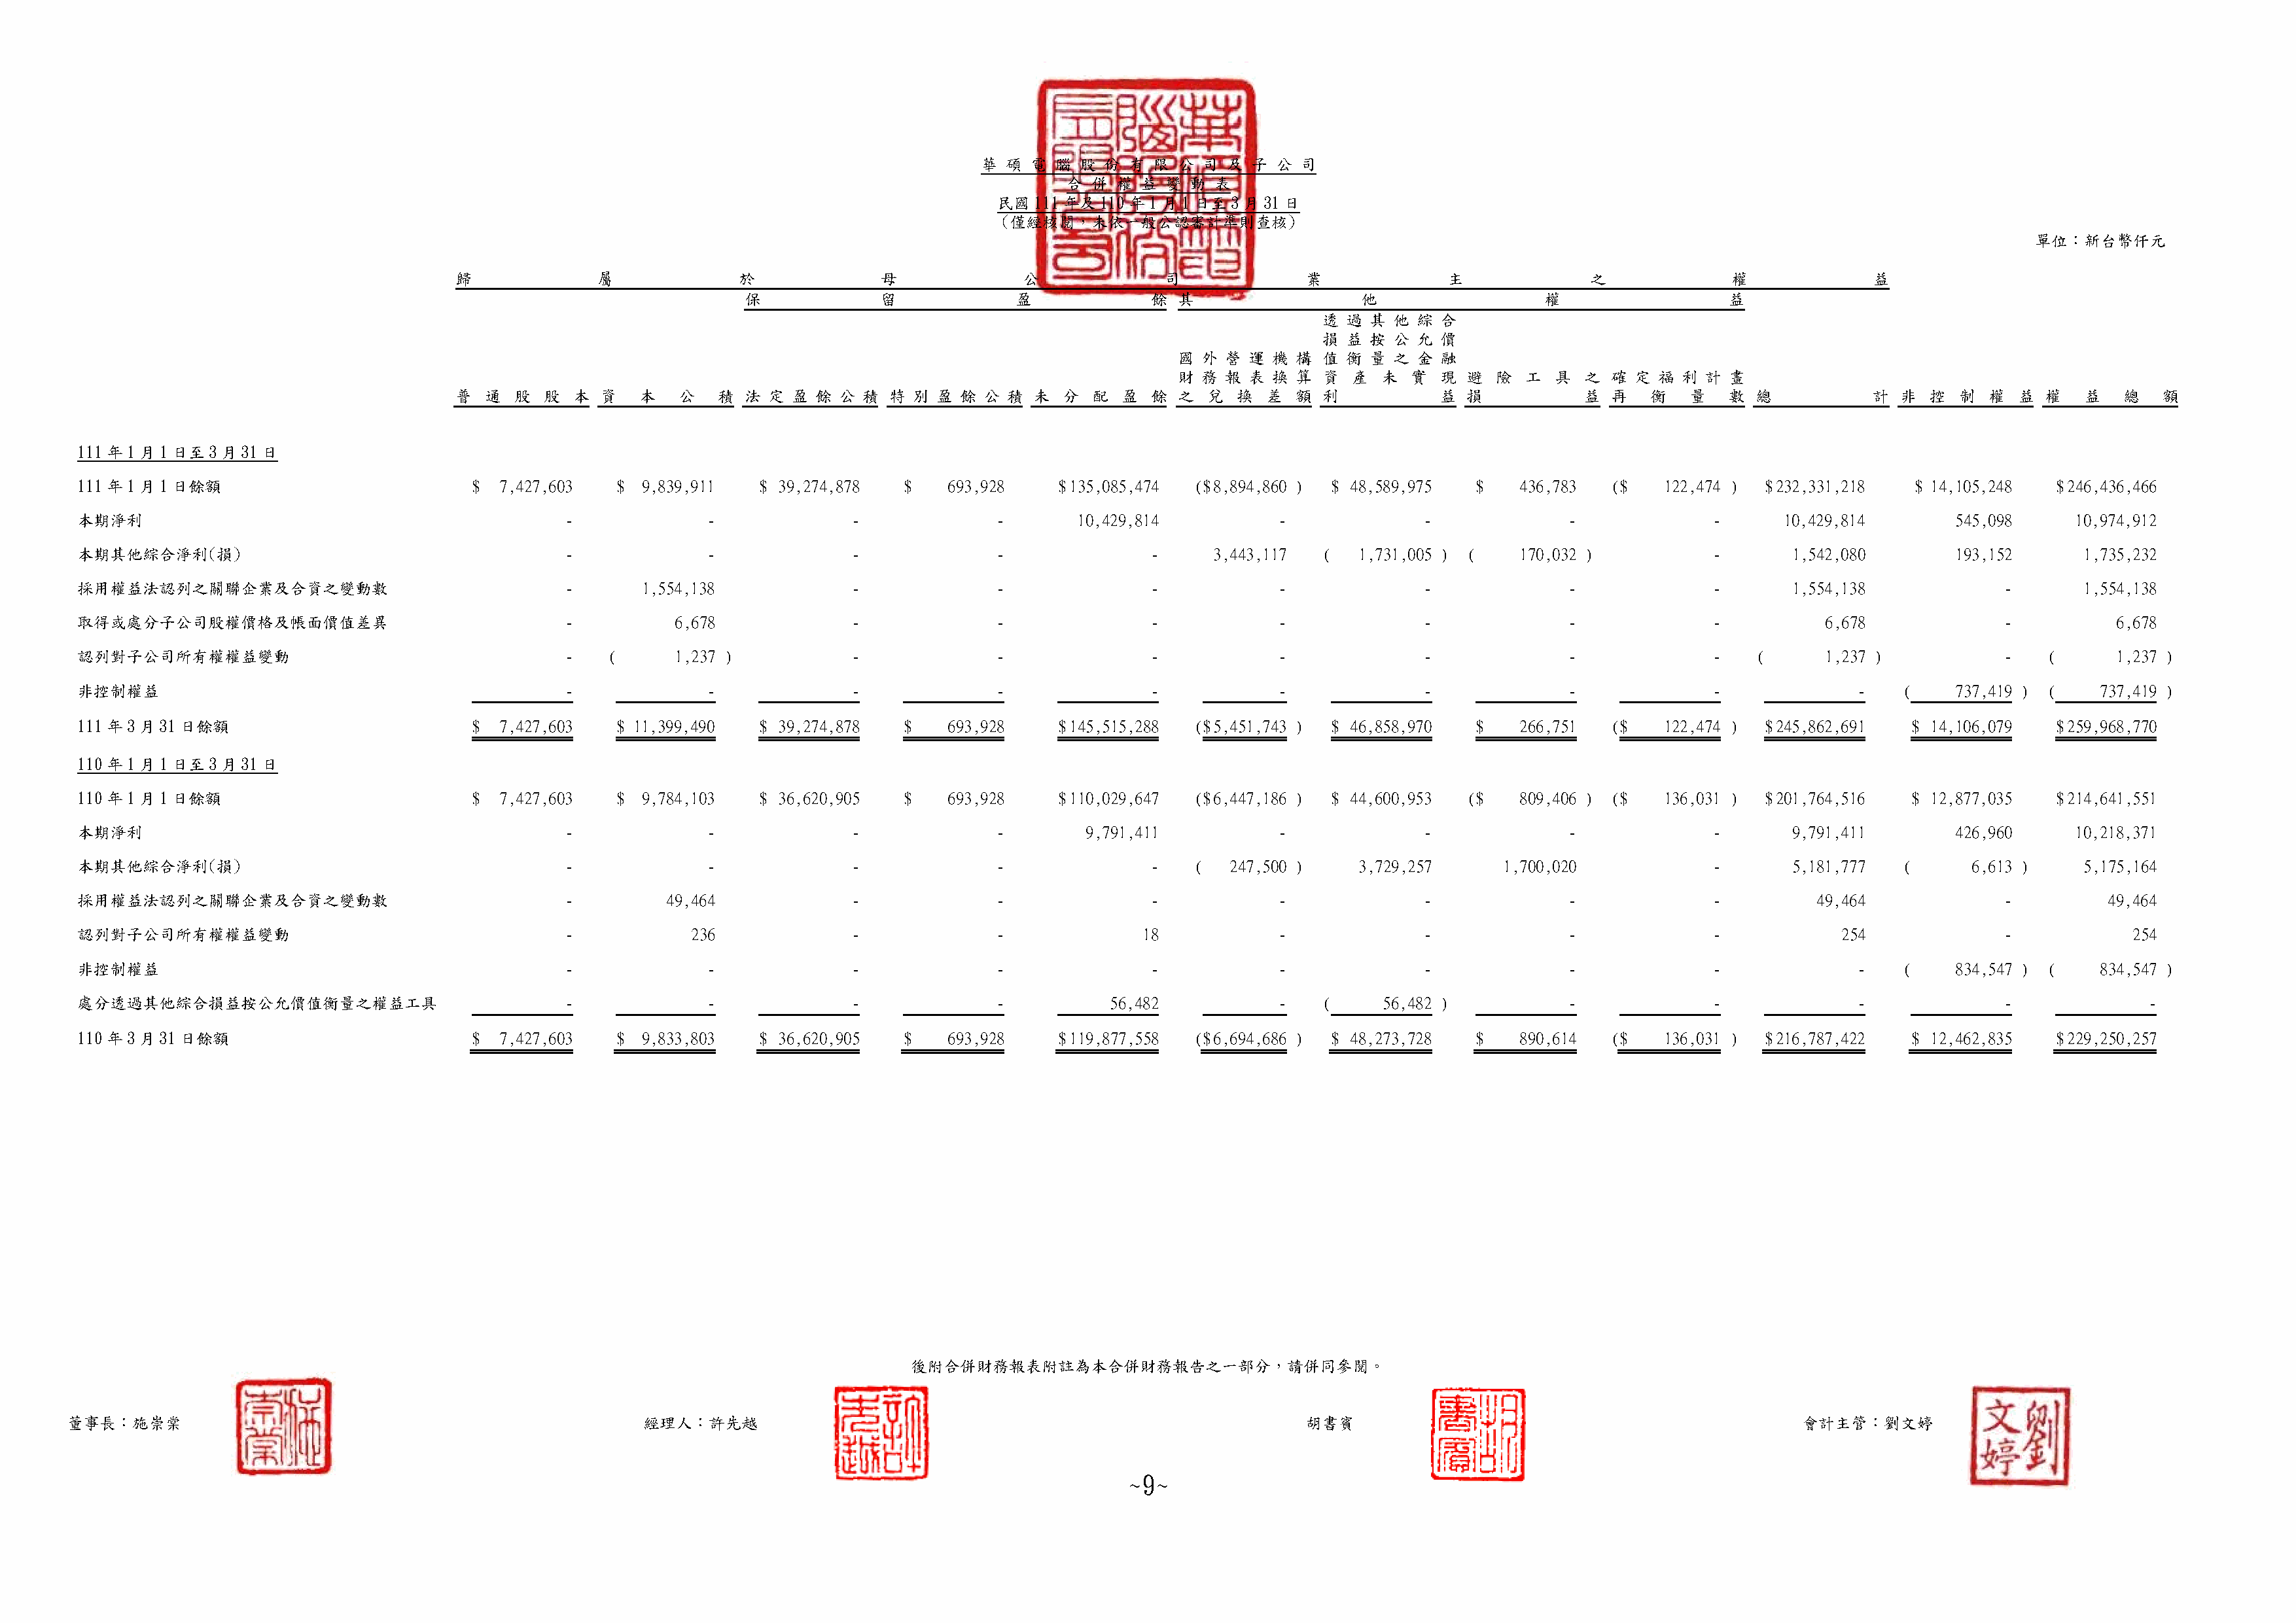 華碩電腦股份有限公司及子公司
合併權益變動表
民國111年及110年1月1日至3月31日
(僅經核閱，未依一般公認審計準則查核)
單位：新台幣仟元
歸屬於母公司業主之權益
保留盈餘 其他權益
透過其他綜合
損益按公允價
國外營運機構 值衡量之金融
財務報表換算 資產未實現 避險工具之 確定福利計畫
普通股股本 資本公積 法定盈餘公積 特別盈餘公積 未分配盈餘 之兌換差額 利益 損益 再衡量數 總計 非控制權益 權益總額
111年1月1日至3月31日
111年1月1日餘額 $ 7,427,603 $ 9,839,911 $ 39,274,878 $ 693,928 $135,085,474 ($8,894,860 ) $ 48,589,975 $ 436,783 ($ 122,474 ) $232,331,218 $ 14,105,248 $246,436,466
本期淨利 - - - - 10,429,814 - - - - 10,429,814 545,098 10,974,912
本期其他綜合淨利(損) - - - - - 3,443,117 ( 1,731,005 ) ( 170,032 ) - 1,542,080 193,152 1,735,232
採用權益法認列之關聯企業及合資之變動數 - 1,554,138 - - - - - - - 1,554,138 - 1,554,138
取得或處分子公司股權價格及帳面價值差異 - 6,678 - - - - - - - 6,678 - 6,678
認列對子公司所有權權益變動 - ( 1,237 ) - - - - - - - ( 1,237 ) - ( 1,237 )
非控制權益 - - - - - - - - - - ( 737,419 ) ( 737,419 )
111年3月31日餘額 $ 7,427,603 $ 11,399,490 $ 39,274,878 $ 693,928 $145,515,288 ($5,451,743 ) $ 46,858,970 $ 266,751 ($ 122,474 ) $245,862,691 $ 14,106,079 $259,968,770
110年1月1日至3月31日
110年1月1日餘額 $ 7,427,603 $ 9,784,103 $ 36,620,905 $ 693,928 $110,029,647 ($6,447,186 ) $ 44,600,953 ($ 809,406 ) ($ 136,031 ) $201,764,516 $ 12,877,035 $214,641,551
本期淨利 - - - - 9,791,411 - - - - 9,791,411 426,960 10,218,371
本期其他綜合淨利(損) - - - - - ( 247,500 ) 3,729,257 1,700,020 - 5,181,777 ( 6,613 ) 5,175,164
採用權益法認列之關聯企業及合資之變動數 - 49,464 - - - - - - - 49,464 - 49,464
認列對子公司所有權權益變動 - 236 - - 18 - - - - 254 - 254
非控制權益 - - - - - - - - - - ( 834,547 ) ( 834,547 )
處分透過其他綜合損益按公允價值衡量之權益工具 - - - - 56,482 - ( 56,482 ) - - - - -
110年3月31日餘額 $ 7,427,603 $ 9,833,803 $ 36,620,905 $ 693,928 $119,877,558 ($6,694,686 ) $ 48,273,728 $ 890,614 ($ 136,031 ) $216,787,422 $ 12,462,835 $229,250,257
後附合併財務報表附註為本合併財務報告之一部分，請併同參閱。
董事長：施崇棠 施崇棠 經理人：許先越 許先越 胡書賓 胡書賓 會計主管：劉文婷 劉文婷
~9~